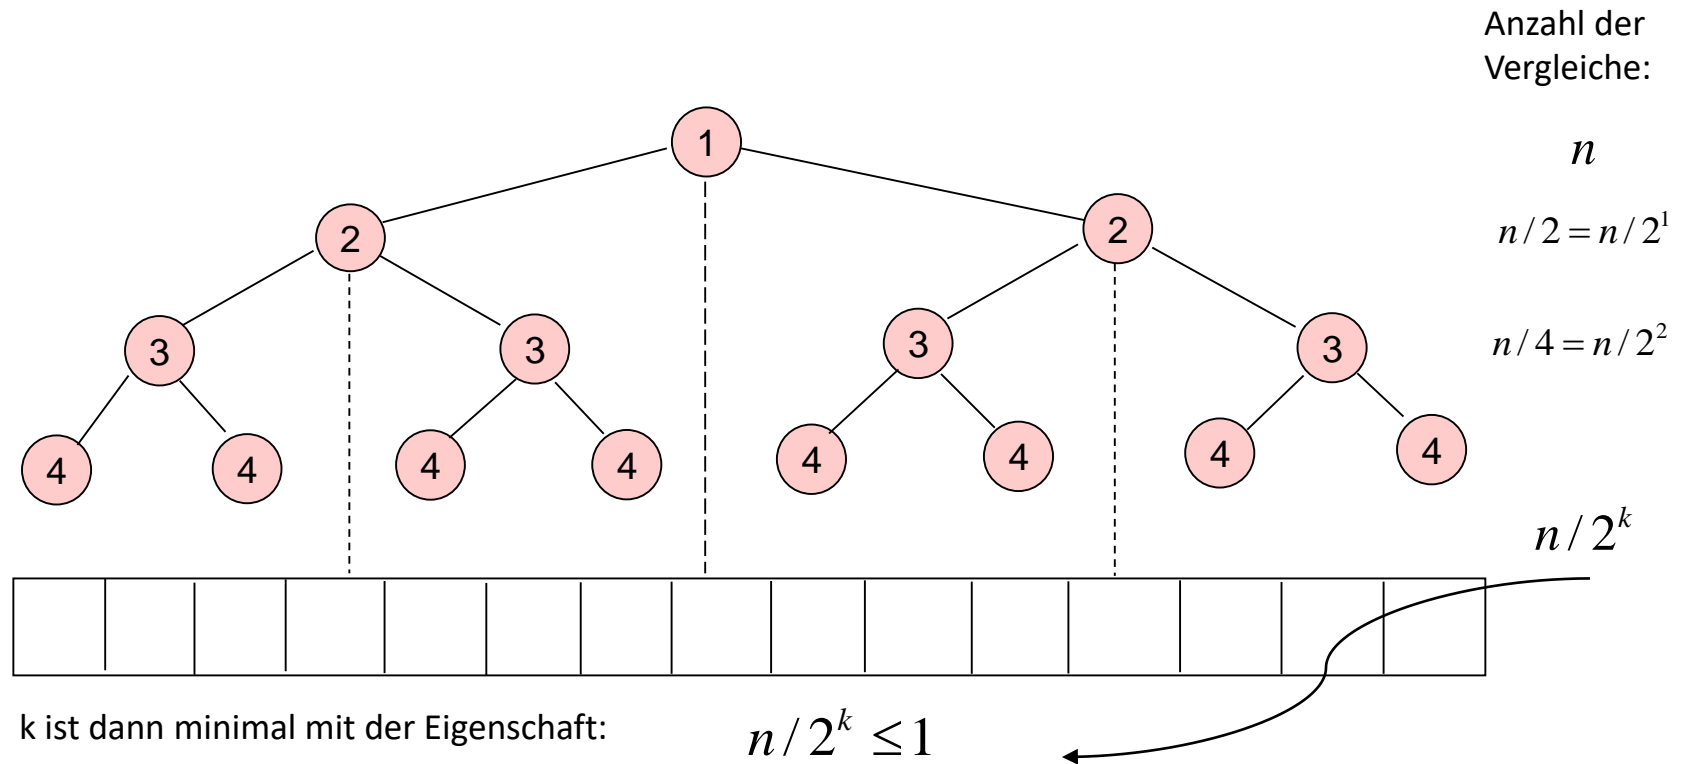 Anzahl der
Vergleiche:
1
n
2 2
n / 2 = n / 2¹
3 3 3 3
n / 4 = n / 2²
4 4 4 4 4 4 4 4
n / 2ᵏ
k ist dann minimal mit der Eigenschaft: n / 2ᵏ ≤ 1